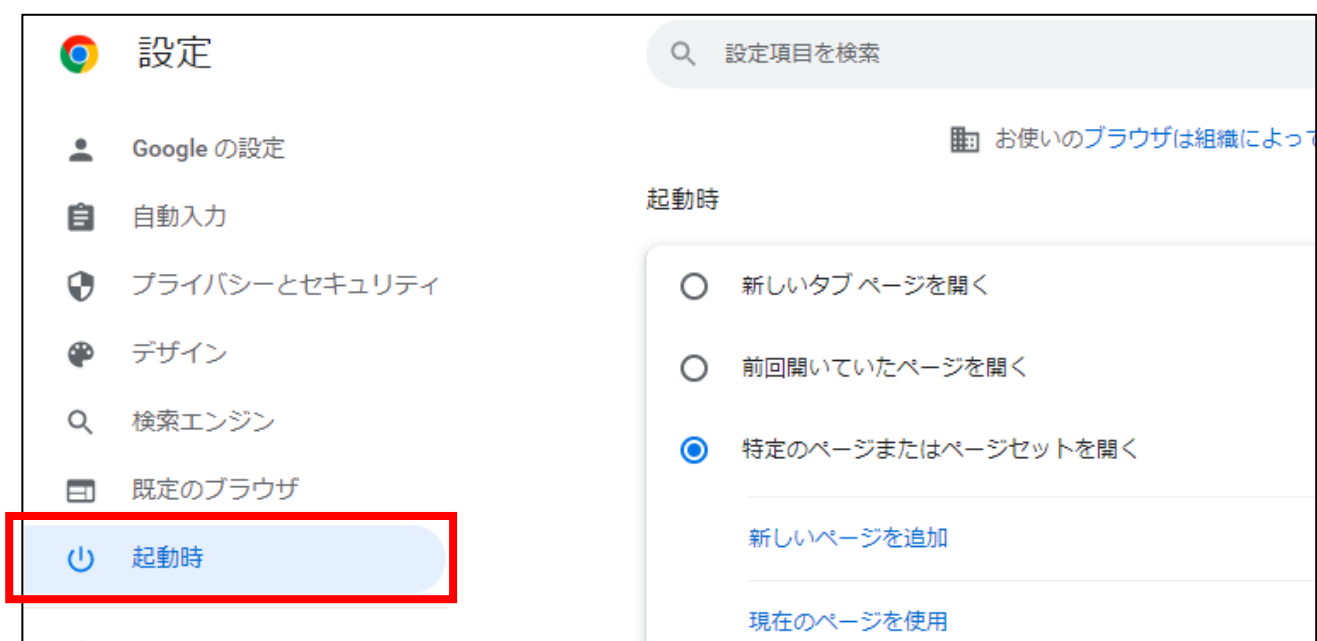 設定
設定項目を検索
Google の設定
自動入力
プライバシーとセキュリティ
デザイン
検索エンジン
既定のブラウザ
起動時
お使いのブラウザは組織によって
起動時
新しいタブ ページを開く
前回開いていたページを開く
特定のページまたはページセットを開く
新しいページを追加
現在のページを使用